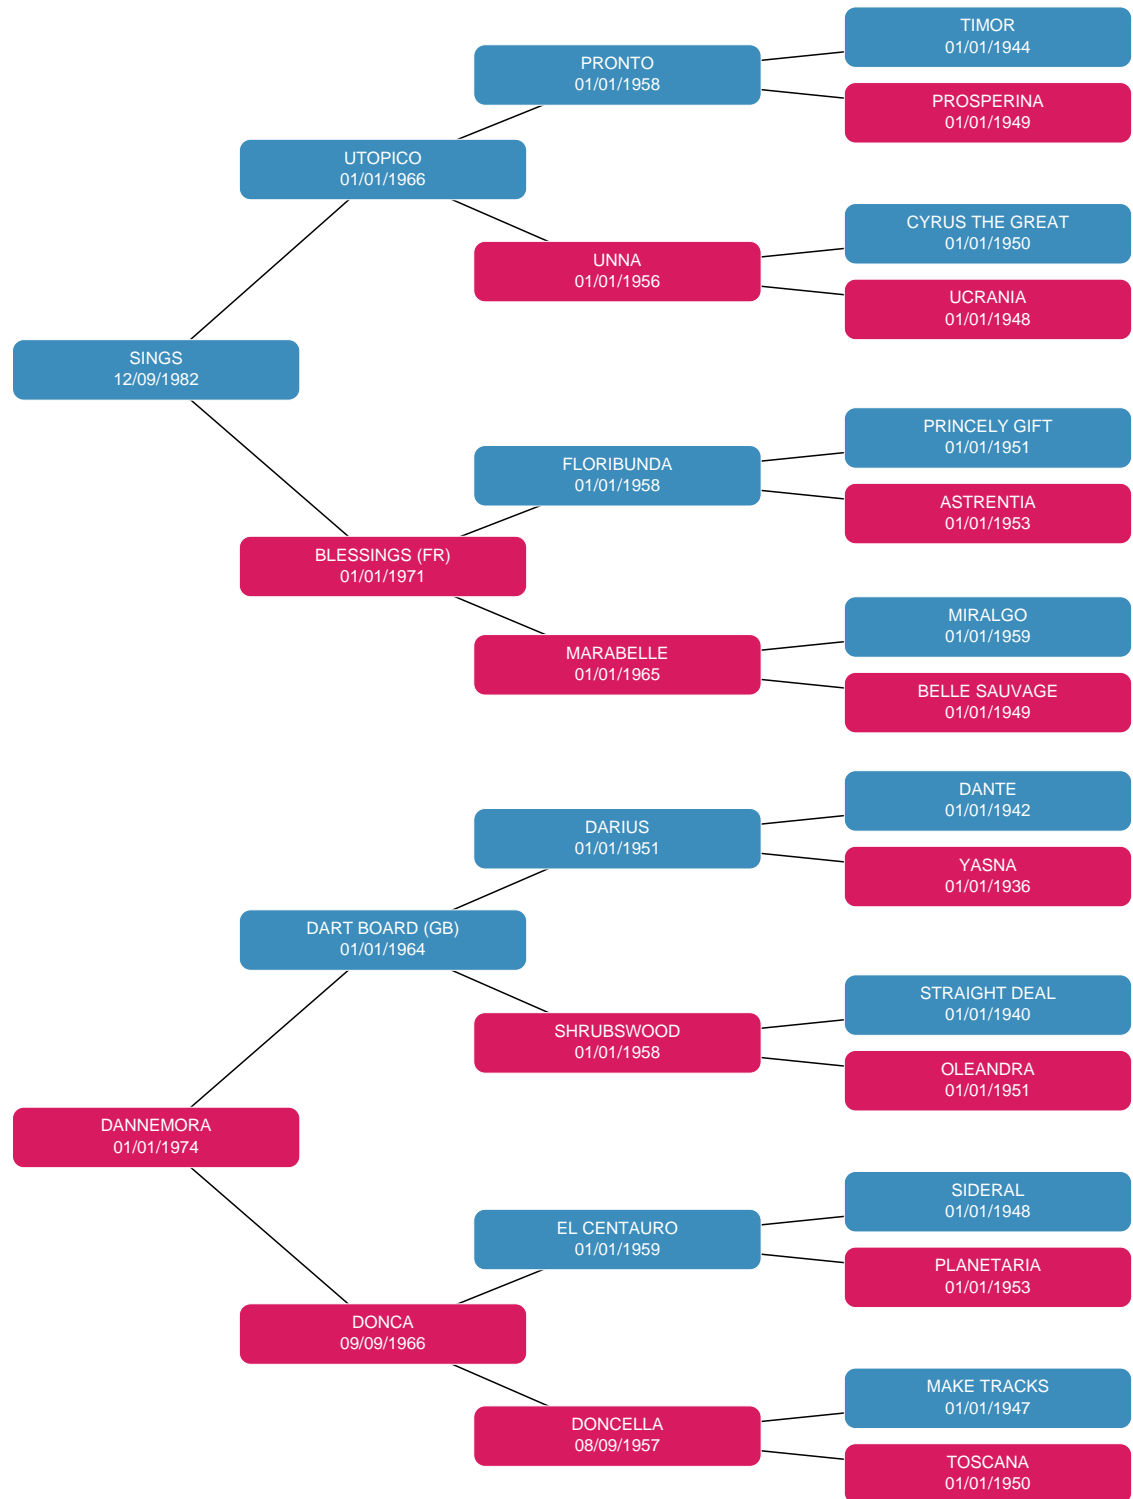 TIMOR
01/01/1944
PRONTO
01/01/1958
PROSPERINA
01/01/1949
UTOPICO
01/01/1966
CYRUS THE GREAT
01/01/1950
UNNA
01/01/1956
UCRANIA
01/01/1948
SINGS
12/09/1982
PRINCELY GIFT
01/01/1951
FLORIBUNDA
01/01/1958
ASTRENTIA
01/01/1953
BLESSINGS (FR)
01/01/1971
MIRALGO
01/01/1959
MARABELLE
01/01/1965
BELLE SAUVAGE
01/01/1949
DANTE
01/01/1942
DARIUS
01/01/1951
YASNA
01/01/1936
DART BOARD (GB)
01/01/1964
STRAIGHT DEAL
01/01/1940
SHRUBSWOOD
01/01/1958
OLEANDRA
01/01/1951
DANNEMORA
01/01/1974
SIDERAL
01/01/1948
EL CENTAURO
01/01/1959
PLANETARIA
01/01/1953
DONCA
09/09/1966
MAKE TRACKS
01/01/1947
DONCELLA
08/09/1957
TOSCANA
01/01/1950